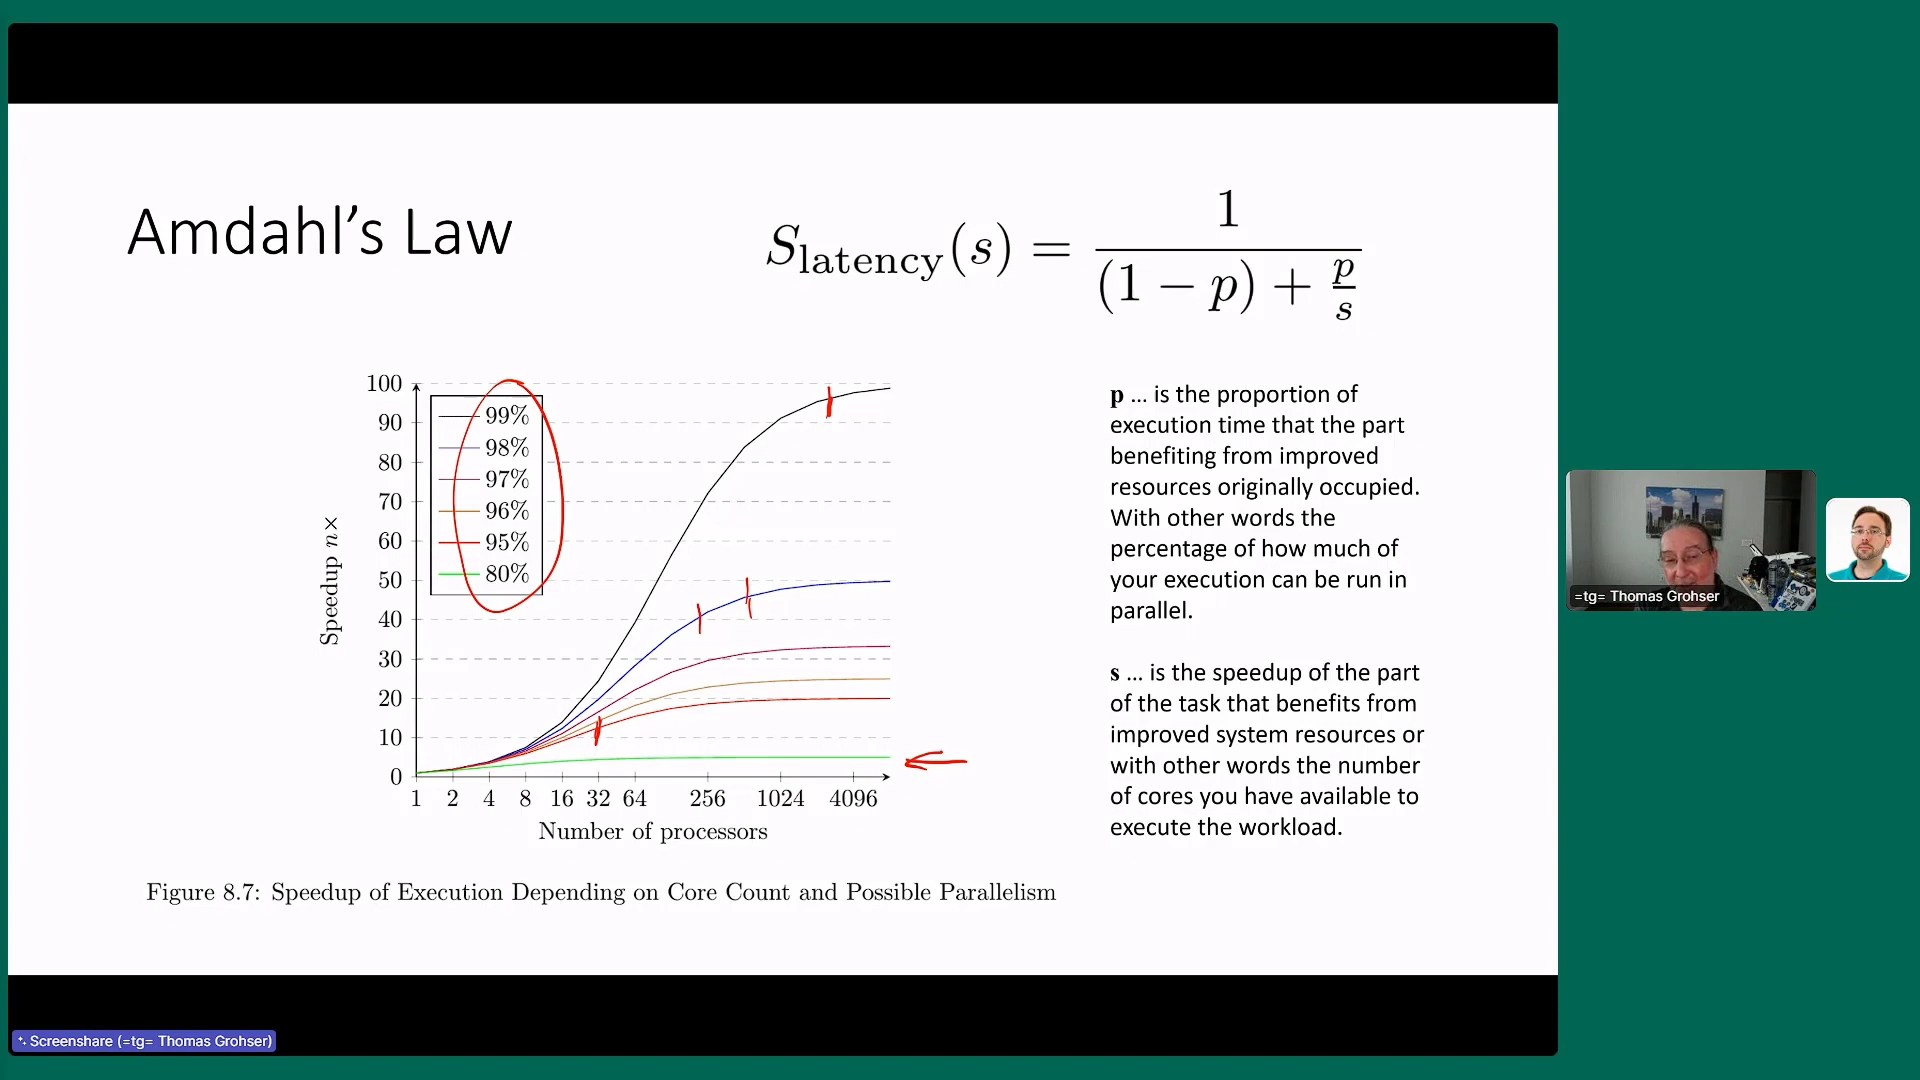 Amdahl's Law
S_latency(s) = 1 / ((1 − p) + p/s)
100
90
80
70
60
50
40
30
20
10
0
Speedup n×
99%
98%
97%
96%
95%
80%
1 2 4 8 16 32 64 256 1024 4096
Number of processors
Figure 8.7: Speedup of Execution Depending on Core Count and Possible Parallelism
p ... is the proportion of
execution time that the part
benefiting from improved
resources originally occupied.
With other words the
percentage of how much of
your execution can be run in
parallel.
s ... is the speedup of the part
of the task that benefits from
improved system resources or
with other words the number
of cores you have available to
execute the workload.
=tg= Thomas Grohser
Screenshare (=tg= Thomas Grohser)